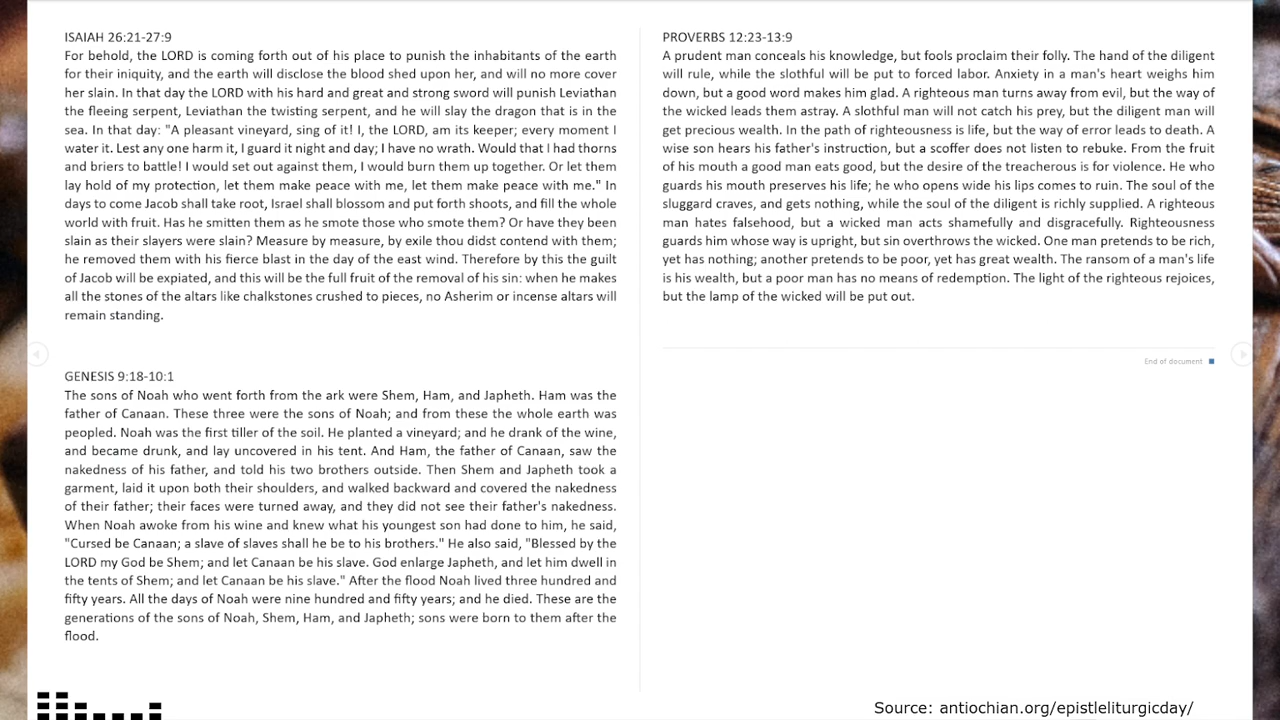 ISAIAH 26:21-27:9
For behold, the LORD is coming forth out of his place to punish the inhabitants of the earth
for their iniquity, and the earth will disclose the blood shed upon her, and will no more cover
her slain. In that day the LORD with his hard and great and strong sword will punish Leviathan
the fleeing serpent, Leviathan the twisting serpent, and he will slay the dragon that is in the
sea. In that day: "A pleasant vineyard, sing of it! I, the LORD, am its keeper; every moment I
water it. Lest any one harm it, I guard it night and day; I have no wrath. Would that I had thorns
and briers to battle! I would set out against them, I would burn them up together. Or let them
lay hold of my protection, let them make peace with me, let them make peace with me." In
days to come Jacob shall take root, Israel shall blossom and put forth shoots, and fill the whole
world with fruit. Has he smitten them as he smote those who smote them? Or have they been
slain as their slayers were slain? Measure by measure, by exile thou didst contend with them;
he removed them with his fierce blast in the day of the east wind. Therefore by this the guilt
of Jacob will be expiated, and this will be the full fruit of the removal of his sin: when he makes
all the stones of the altars like chalkstones crushed to pieces, no Asherim or incense altars will
remain standing.
GENESIS 9:18-10:1
The sons of Noah who went forth from the ark were Shem, Ham, and Japheth. Ham was the
father of Canaan. These three were the sons of Noah; and from these the whole earth was
peopled. Noah was the first tiller of the soil. He planted a vineyard; and he drank of the wine,
and became drunk, and lay uncovered in his tent. And Ham, the father of Canaan, saw the
nakedness of his father, and told his two brothers outside. Then Shem and Japheth took a
garment, laid it upon both their shoulders, and walked backward and covered the nakedness
of their father; their faces were turned away, and they did not see their father's nakedness.
When Noah awoke from his wine and knew what his youngest son had done to him, he said,
"Cursed be Canaan; a slave of slaves shall he be to his brothers." He also said, "Blessed by the
LORD my God be Shem; and let Canaan be his slave. God enlarge Japheth, and let him dwell in
the tents of Shem; and let Canaan be his slave." After the flood Noah lived three hundred and
fifty years. All the days of Noah were nine hundred and fifty years; and he died. These are the
generations of the sons of Noah, Shem, Ham, and Japheth; sons were born to them after the
flood.
PROVERBS 12:23-13:9
A prudent man conceals his knowledge, but fools proclaim their folly. The hand of the diligent
will rule, while the slothful will be put to forced labor. Anxiety in a man's heart weighs him
down, but a good word makes him glad. A righteous man turns away from evil, but the way of
the wicked leads them astray. A slothful man will not catch his prey, but the diligent man will
get precious wealth. In the path of righteousness is life, but the way of error leads to death. A
wise son hears his father's instruction, but a scoffer does not listen to rebuke. From the fruit
of his mouth a good man eats good, but the desire of the treacherous is for violence. He who
guards his mouth preserves his life; he who opens wide his lips comes to ruin. The soul of the
sluggard craves, and gets nothing, while the soul of the diligent is richly supplied. A righteous
man hates falsehood, but a wicked man acts shamefully and disgracefully. Righteousness
guards him whose way is upright, but sin overthrows the wicked. One man pretends to be rich,
yet has nothing; another pretends to be poor, yet has great wealth. The ransom of a man's life
is his wealth, but a poor man has no means of redemption. The light of the righteous rejoices,
but the lamp of the wicked will be put out.
End of document
Source: antiochian.org/epistleliturgicday/